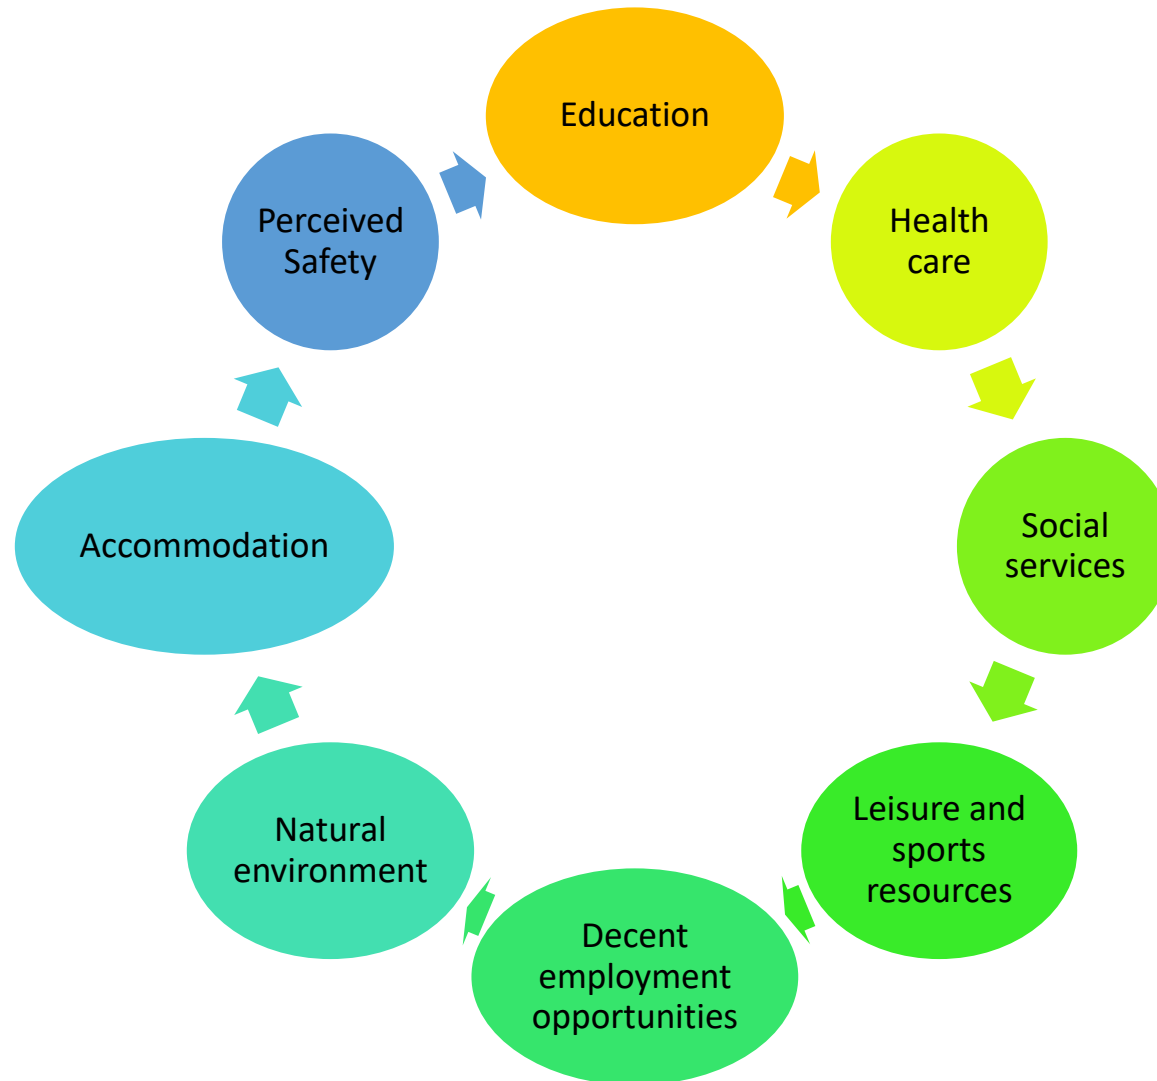 Education
Health
care
Social
services
Leisure and
sports
resources
Decent
employment
opportunities
Natural
environment
Accommodation
Perceived
Safety